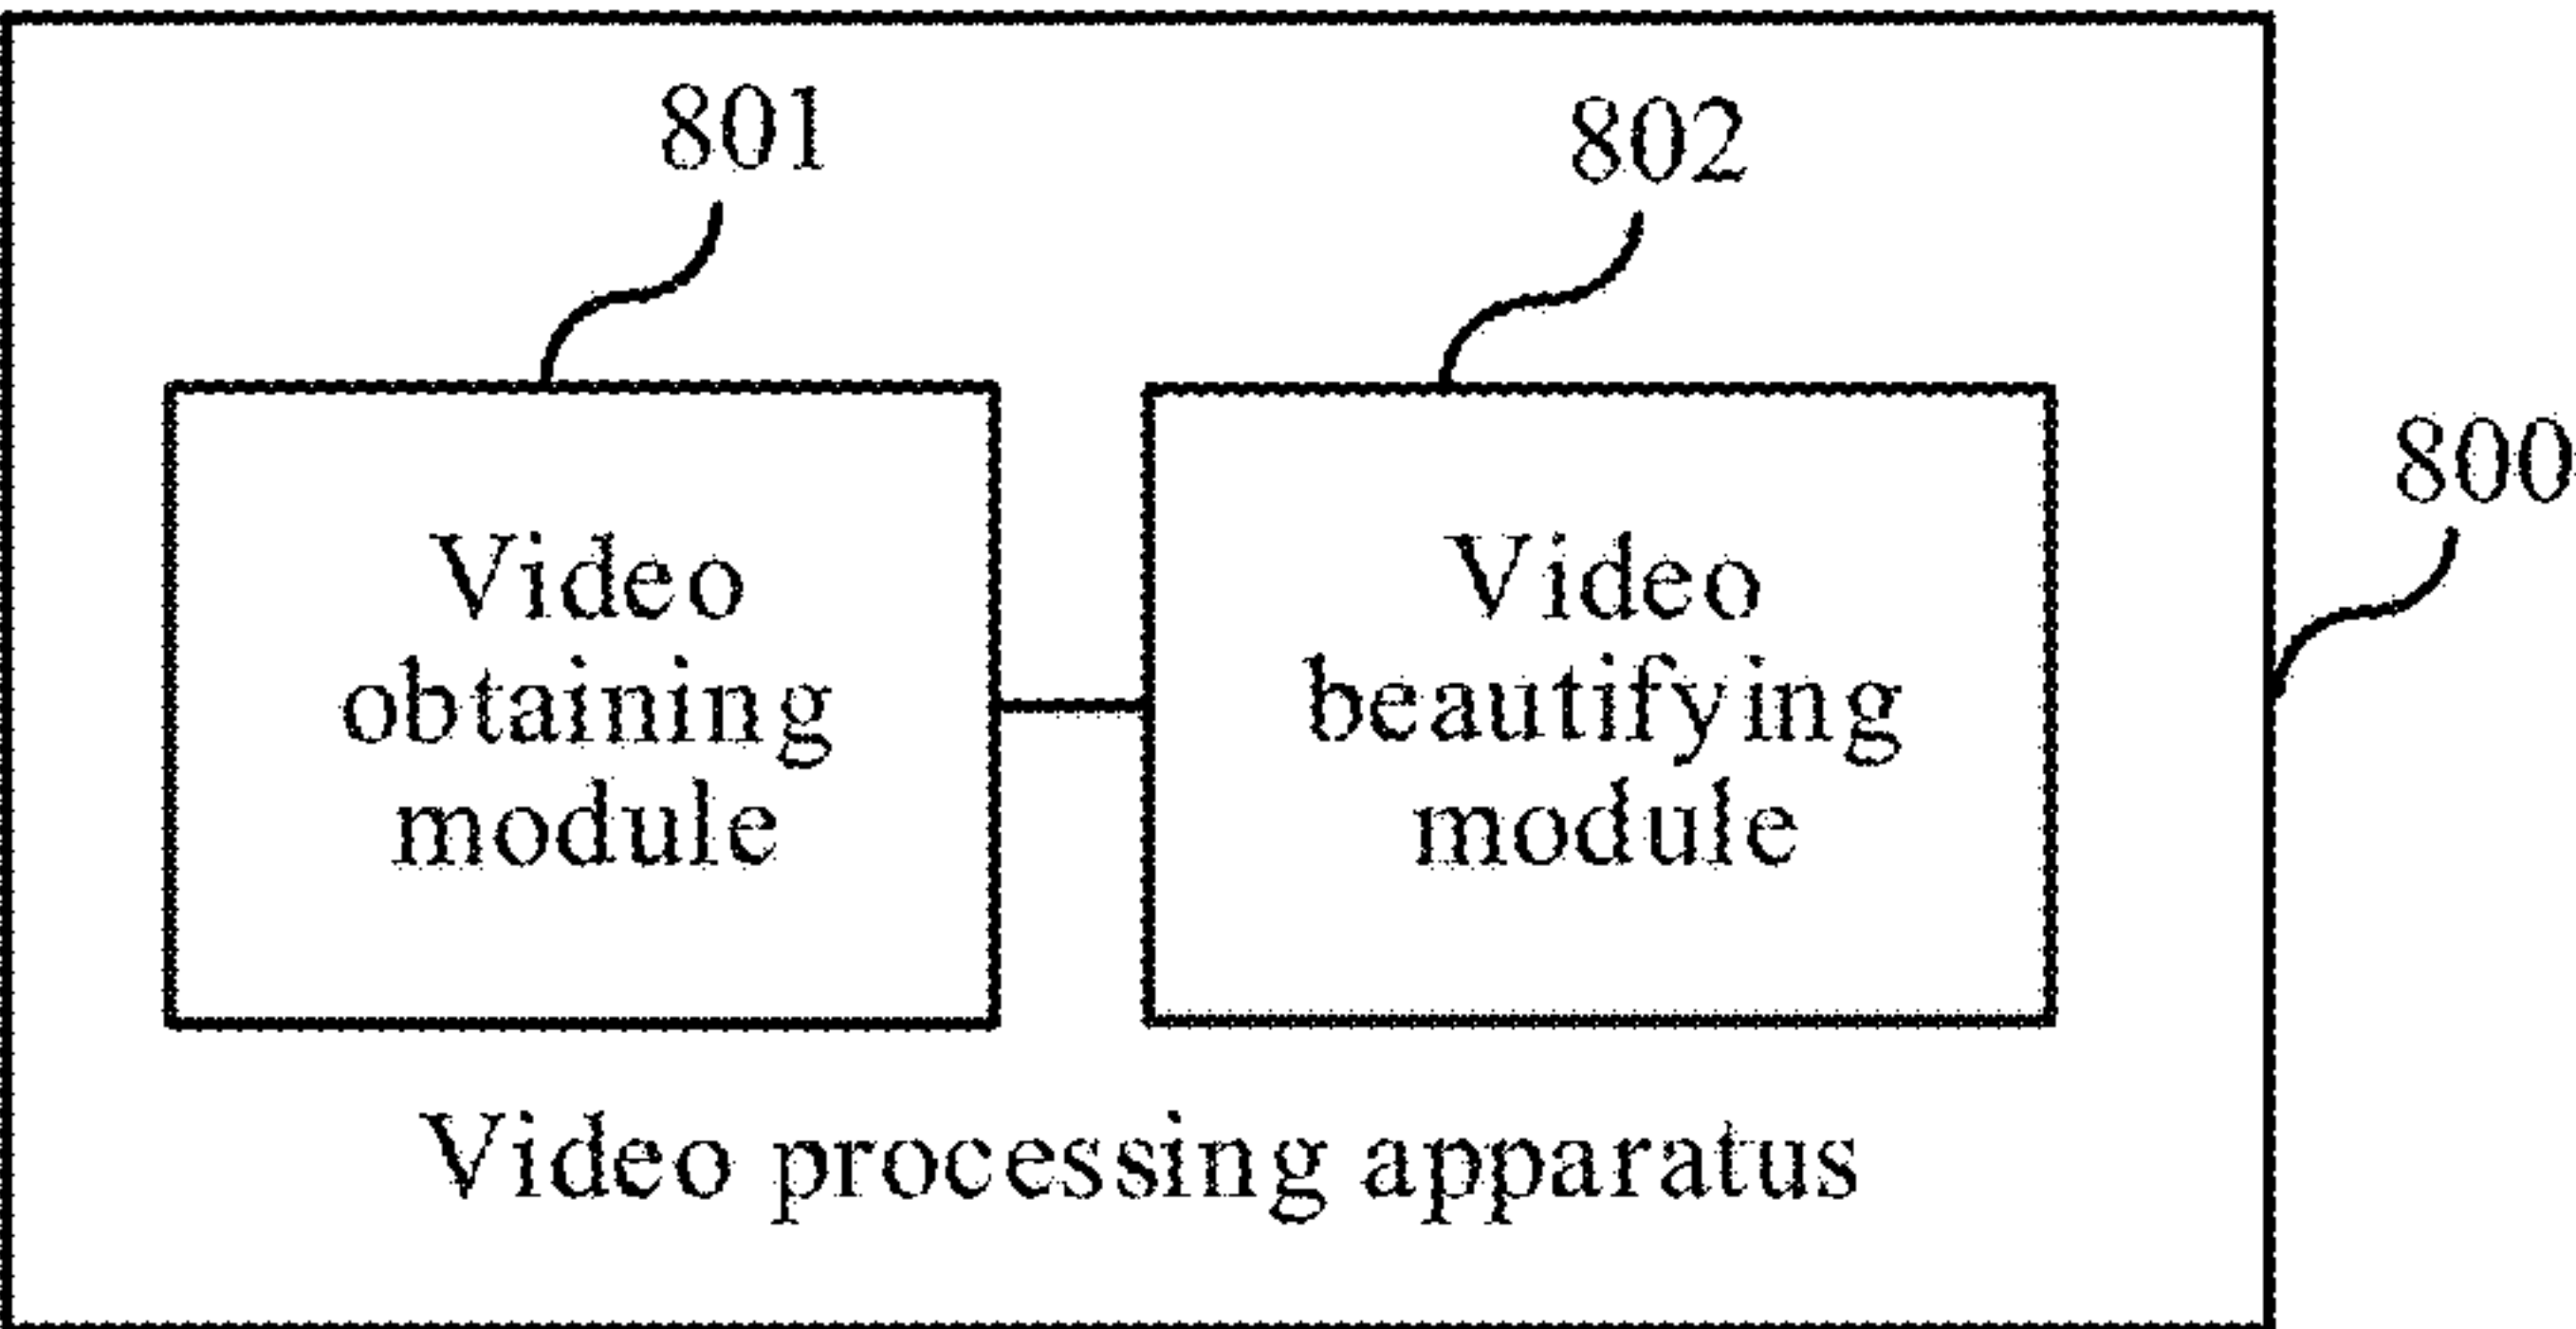 801
802
800
Video
obtaining
module
Video
beautifying
module
Video processing apparatus